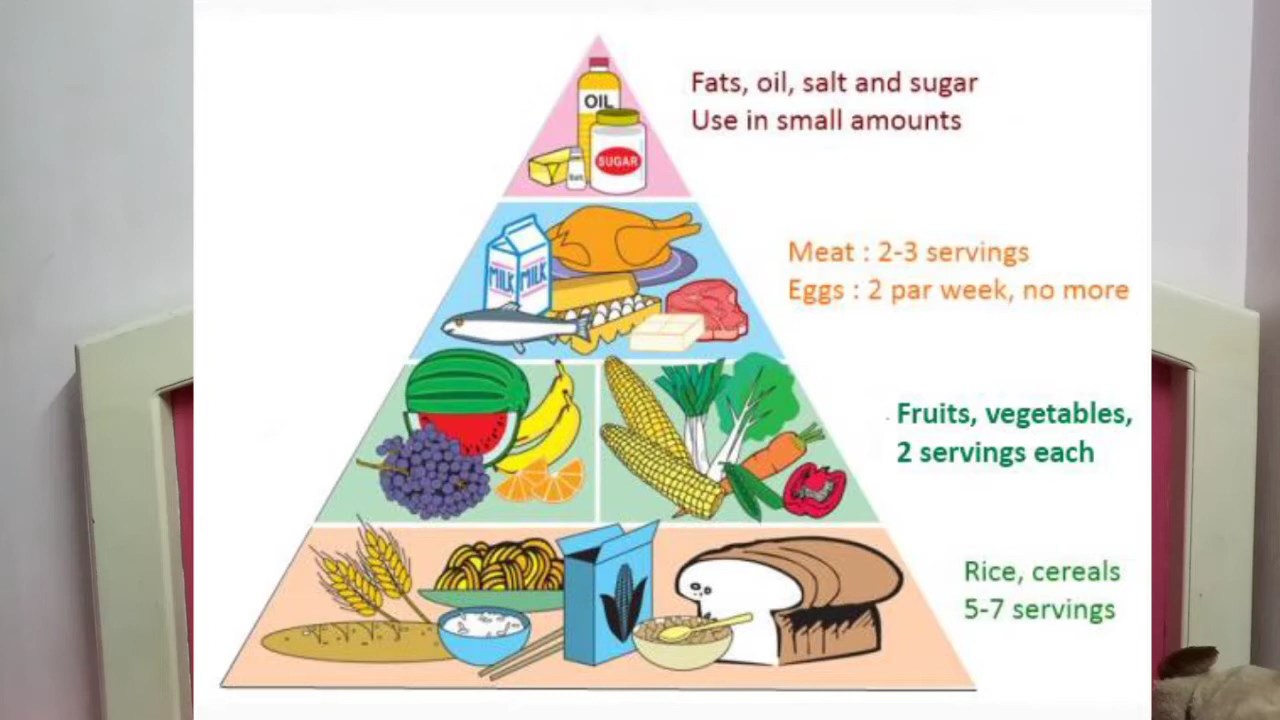 Fats, oil, salt and sugar
Use in small amounts
OIL
SUGAR
Salt
Meat : 2-3 servings
Eggs : 2 par week, no more
MILK MILK
Fruits, vegetables,
2 servings each
Rice, cereals
5-7 servings